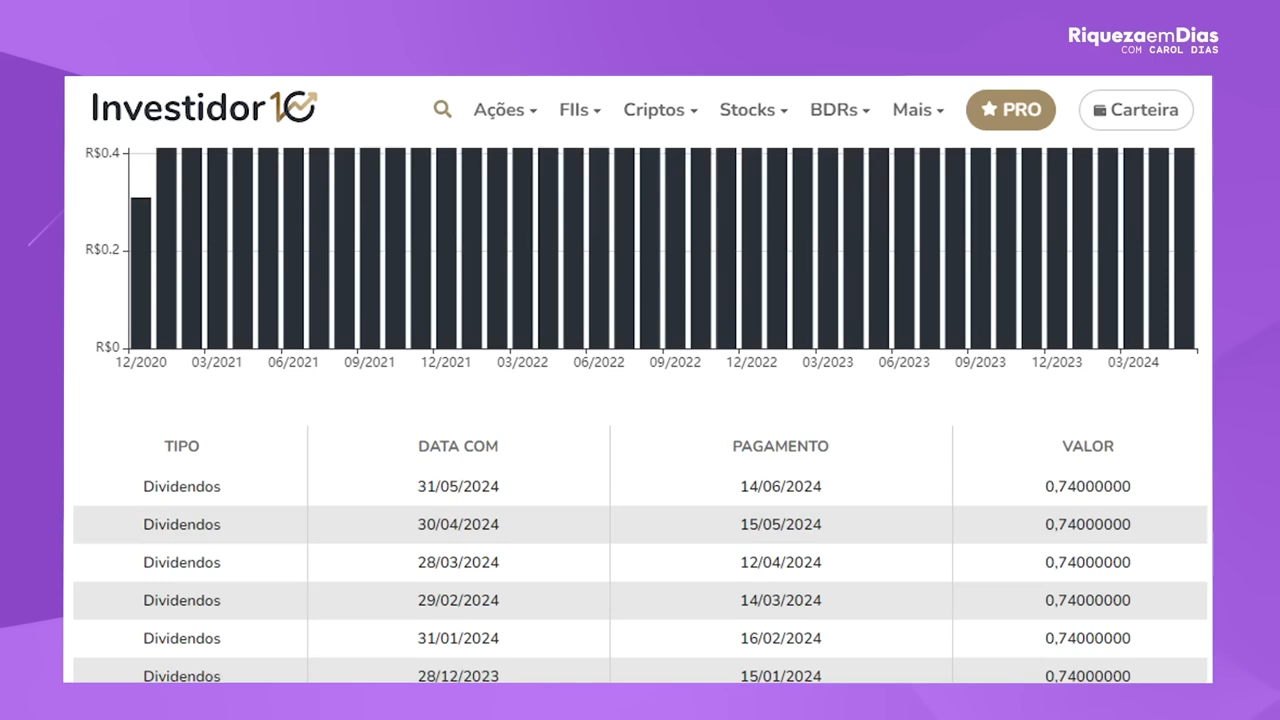 RiquezaemDias
COM CAROL DIAS
Investidor 10
Ações FIIs Criptos Stocks BDRs Mais PRO Carteira
R$0.4
R$0.2
R$0
12/2020 03/2021 06/2021 09/2021 12/2021 03/2022 06/2022 09/2022 12/2022 03/2023 06/2023 09/2023 12/2023 03/2024
TIPO DATA COM PAGAMENTO VALOR
Dividendos 31/05/2024 14/06/2024 0,74000000
Dividendos 30/04/2024 15/05/2024 0,74000000
Dividendos 28/03/2024 12/04/2024 0,74000000
Dividendos 29/02/2024 14/03/2024 0,74000000
Dividendos 31/01/2024 16/02/2024 0,74000000
Dividendos 28/12/2023 15/01/2024 0,74000000